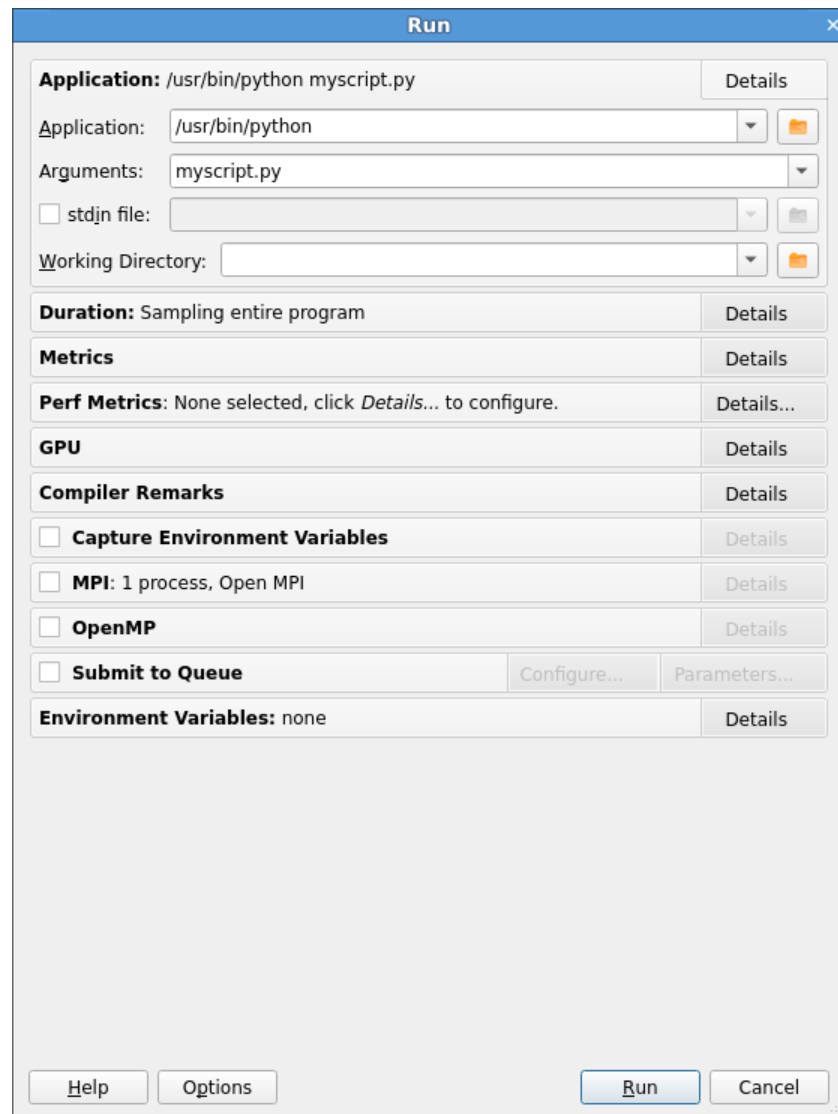 Run
Application: /usr/bin/python myscript.py Details
Application: /usr/bin/python
Arguments: myscript.py
stdin file:
Working Directory:
Duration: Sampling entire program Details
Metrics Details
Perf Metrics: None selected, click Details... to configure. Details...
GPU Details
Compiler Remarks Details
Capture Environment Variables Details
MPI: 1 process, Open MPI Details
OpenMP Details
Submit to Queue Configure... Parameters...
Environment Variables: none Details
Help Options Run Cancel